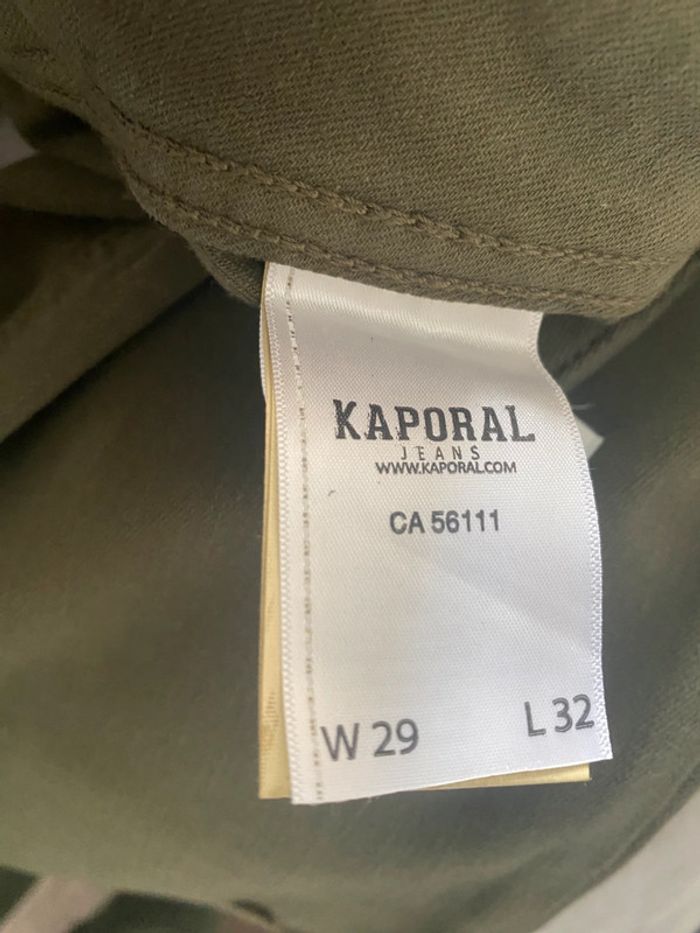 KAPORAL
JEANS
WWW.KAPORAL.COM
CA 56111
W 29 L 32